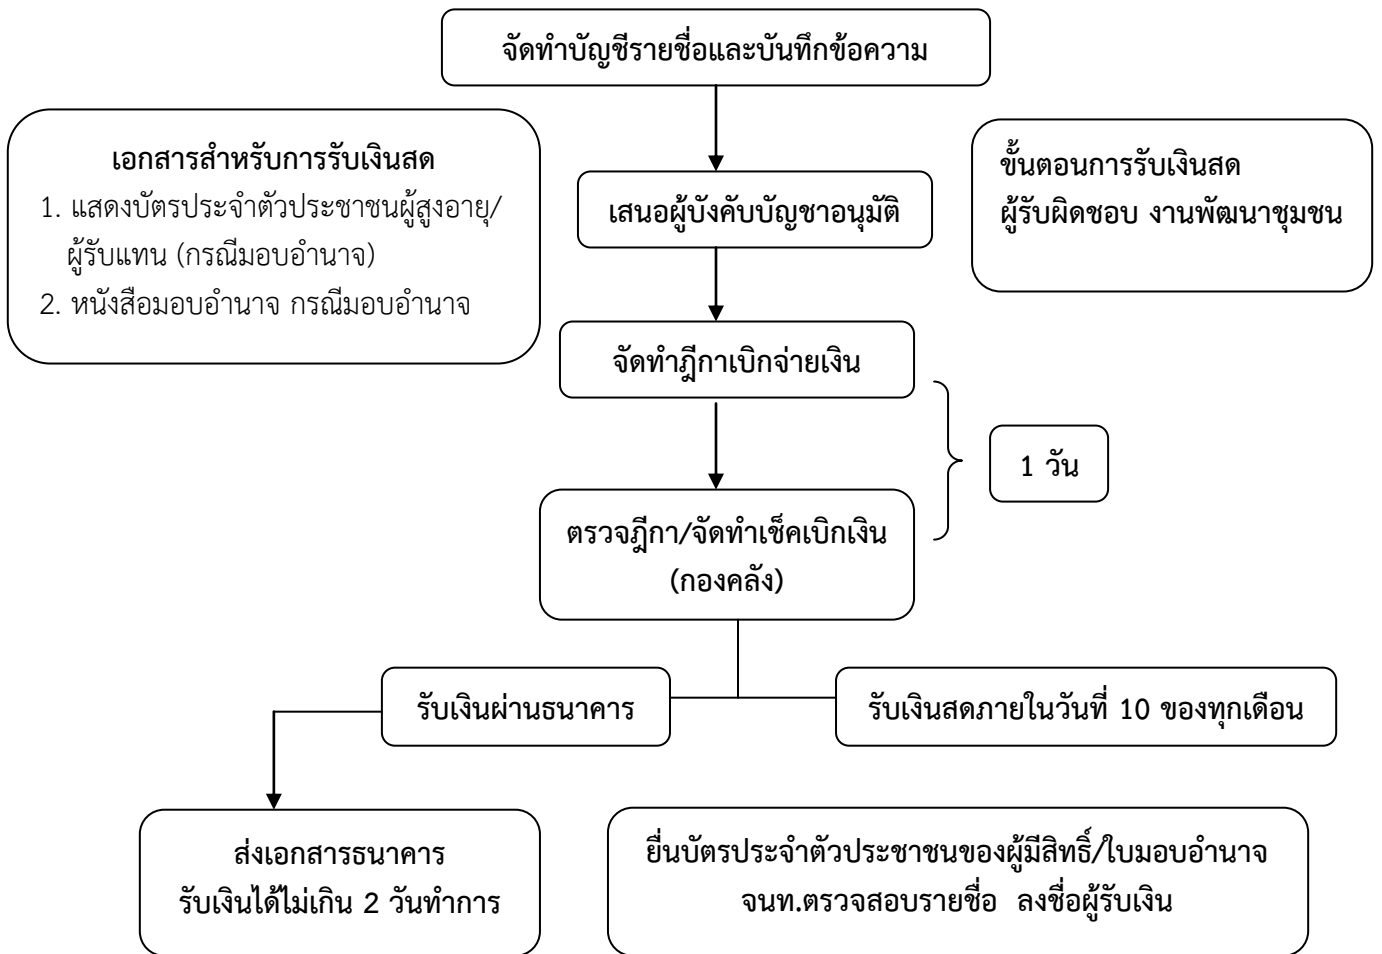 จัดทำบัญชีรายชื่อและบันทึกข้อความ
เอกสารสำหรับการรับเงินสด
1. แสดงบัตรประจำตัวประชาชนผู้สูงอายุ/
ผู้รับแทน (กรณีมอบอำนาจ)
2. หนังสือมอบอำนาจ กรณีมอบอำนาจ
เสนอผู้บังคับบัญชาอนุมัติ
ขั้นตอนการรับเงินสด
ผู้รับผิดชอบ งานพัฒนาชุมชน
จัดทำฎีกาเบิกจ่ายเงิน
1 วัน
ตรวจฎีกา/จัดทำเช็คเบิกเงิน
(กองคลัง)
รับเงินผ่านธนาคาร
รับเงินสดภายในวันที่ 10 ของทุกเดือน
ส่งเอกสารธนาคาร
รับเงินได้ไม่เกิน 2 วันทำการ
ยื่นบัตรประจำตัวประชาชนของผู้มีสิทธิ์/ใบมอบอำนาจ
จนท.ตรวจสอบรายชื่อ ลงชื่อผู้รับเงิน